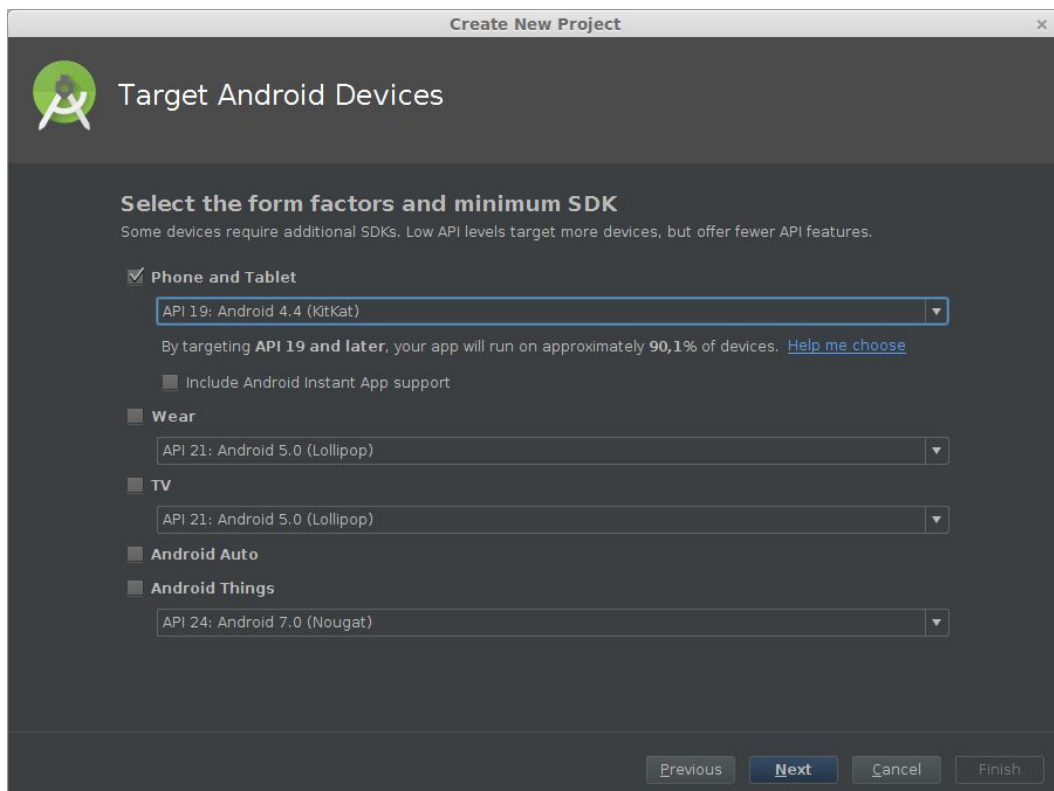 Create New Project
Target Android Devices
Select the form factors and minimum SDK
Some devices require additional SDKs. Low API levels target more devices, but offer fewer API features.
Phone and Tablet
API 19: Android 4.4 (KitKat)
By targeting API 19 and later, your app will run on approximately 90,1% of devices. Help me choose
Include Android Instant App support
Wear
API 21: Android 5.0 (Lollipop)
TV
API 21: Android 5.0 (Lollipop)
Android Auto
Android Things
API 24: Android 7.0 (Nougat)
Previous Next Cancel Finish